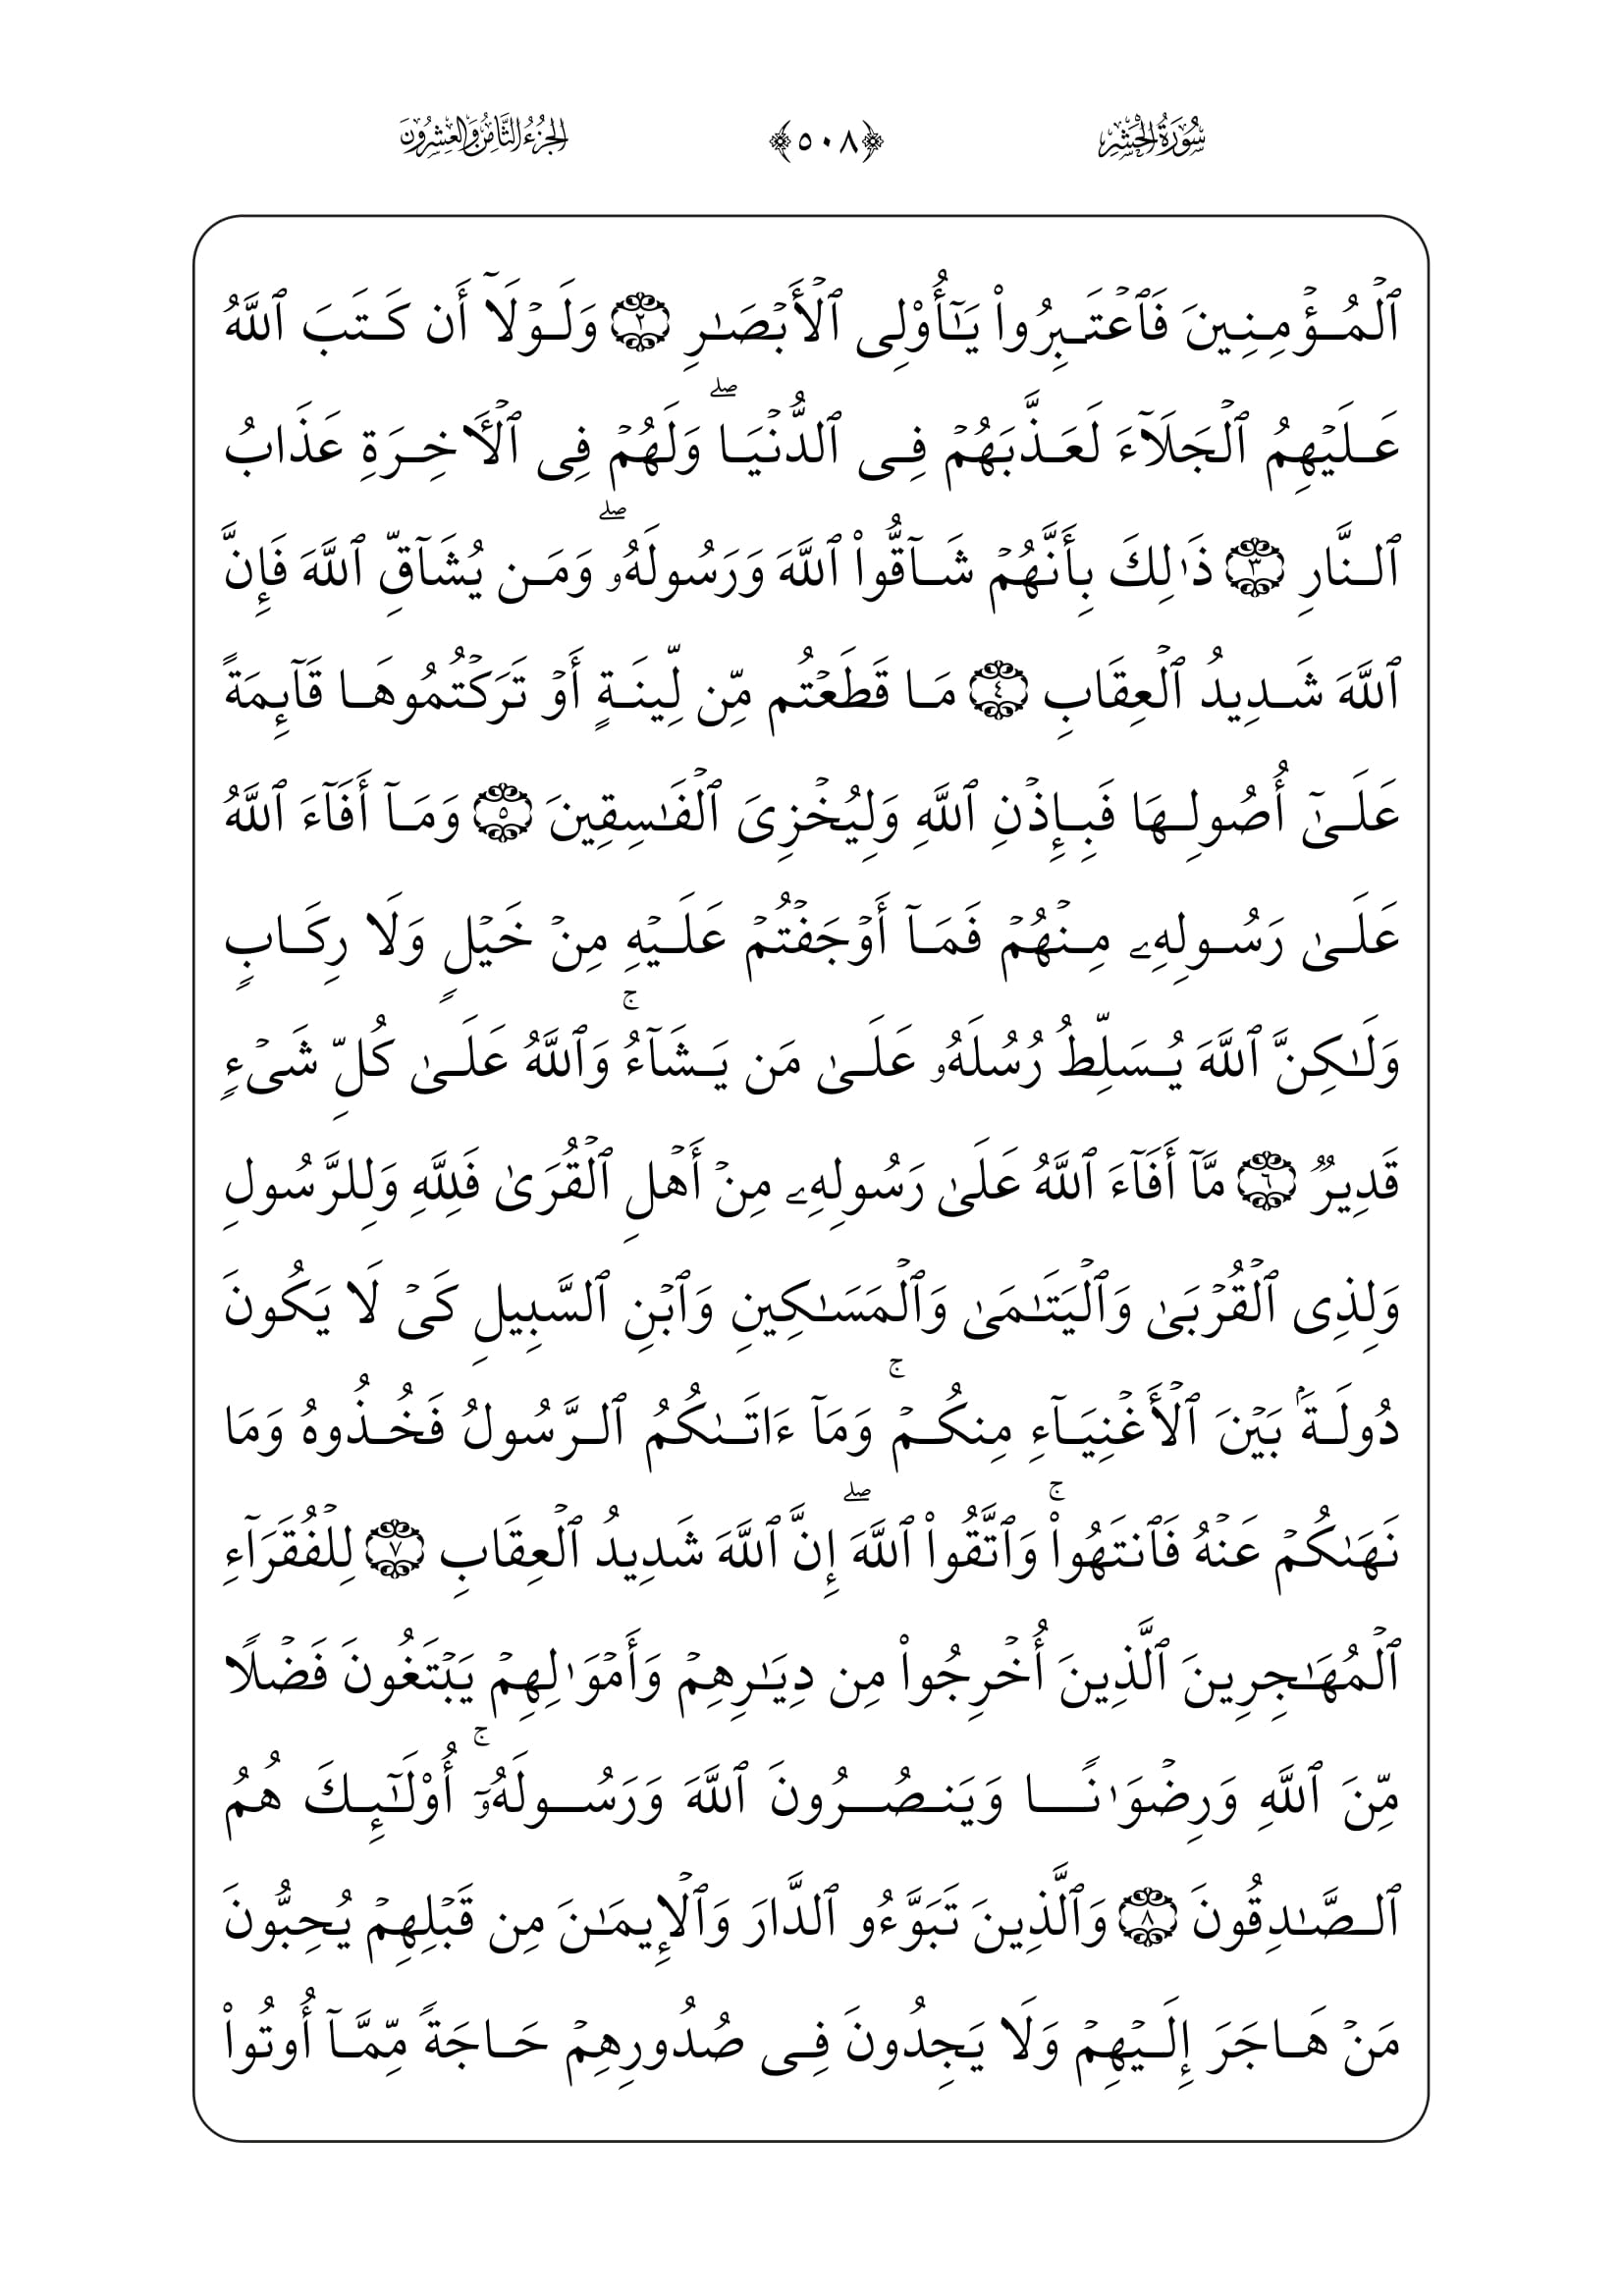 سُورَةُ الْحَشْرِ ﴿٥٠٨﴾ الجُزْءُ الثَّامِنُ وَالعِشْرُونَ
ٱلْمُؤْمِنِينَ فَٱعْتَبِرُوا۟ يَـٰٓأُو۟لِى ٱلْأَبْصَـٰرِ ٢ وَلَوْلَآ أَن كَتَبَ ٱللَّهُ
عَلَيْهِمُ ٱلْجَلَآءَ لَعَذَّبَهُمْ فِى ٱلدُّنْيَا ۖ وَلَهُمْ فِى ٱلْـَٔاخِرَةِ عَذَابُ
ٱلنَّارِ ٣ ذَٰلِكَ بِأَنَّهُمْ شَآقُّوا۟ ٱللَّهَ وَرَسُولَهُۥ ۖ وَمَن يُشَآقِّ ٱللَّهَ فَإِنَّ
ٱللَّهَ شَدِيدُ ٱلْعِقَابِ ٤ مَا قَطَعْتُم مِّن لِّينَةٍ أَوْ تَرَكْتُمُوهَا قَآئِمَةً
عَلَىٰٓ أُصُولِهَا فَبِإِذْنِ ٱللَّهِ وَلِيُخْزِىَ ٱلْفَـٰسِقِينَ ٥ وَمَآ أَفَآءَ ٱللَّهُ
عَلَىٰ رَسُولِهِۦ مِنْهُمْ فَمَآ أَوْجَفْتُمْ عَلَيْهِ مِنْ خَيْلٍ وَلَا رِكَابٍ
وَلَـٰكِنَّ ٱللَّهَ يُسَلِّطُ رُسُلَهُۥ عَلَىٰ مَن يَشَآءُ ۚ وَٱللَّهُ عَلَىٰ كُلِّ شَىْءٍ
قَدِيرٌ ٦ مَّآ أَفَآءَ ٱللَّهُ عَلَىٰ رَسُولِهِۦ مِنْ أَهْلِ ٱلْقُرَىٰ فَلِلَّهِ وَلِلرَّسُولِ
وَلِذِى ٱلْقُرْبَىٰ وَٱلْيَتَـٰمَىٰ وَٱلْمَسَـٰكِينِ وَٱبْنِ ٱلسَّبِيلِ كَىْ لَا يَكُونَ
دُولَةَۢ بَيْنَ ٱلْأَغْنِيَآءِ مِنكُمْ ۚ وَمَآ ءَاتَىٰكُمُ ٱلرَّسُولُ فَخُذُوهُ وَمَا
نَهَىٰكُمْ عَنْهُ فَٱنتَهُوا۟ ۚ وَٱتَّقُوا۟ ٱللَّهَ ۖ إِنَّ ٱللَّهَ شَدِيدُ ٱلْعِقَابِ ٧ لِلْفُقَرَآءِ
ٱلْمُهَـٰجِرِينَ ٱلَّذِينَ أُخْرِجُوا۟ مِن دِيَـٰرِهِمْ وَأَمْوَٰلِهِمْ يَبْتَغُونَ فَضْلًا
مِّنَ ٱللَّهِ وَرِضْوَٰنًا وَيَنصُرُونَ ٱللَّهَ وَرَسُولَهُۥٓ ۚ أُو۟لَـٰٓئِكَ هُمُ
ٱلصَّـٰدِقُونَ ٨ وَٱلَّذِينَ تَبَوَّءُو ٱلدَّارَ وَٱلْإِيمَـٰنَ مِن قَبْلِهِمْ يُحِبُّونَ
مَنْ هَاجَرَ إِلَيْهِمْ وَلَا يَجِدُونَ فِى صُدُورِهِمْ حَاجَةً مِّمَّآ أُوتُوا۟